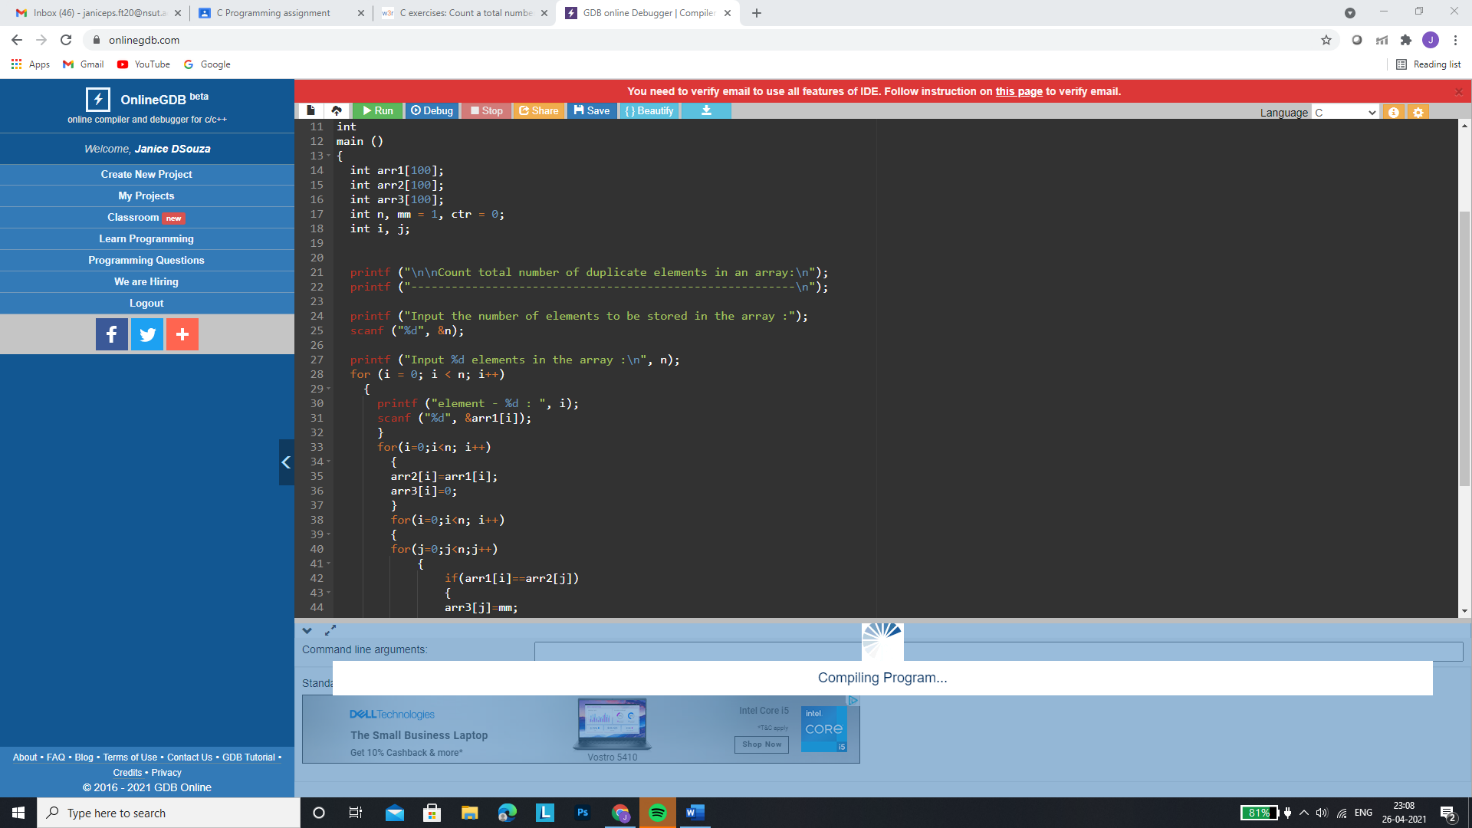 Inbox (46) - janiceps.ft20@nsut.a
C Programming assignment
C exercises: Count a total numbe
GDB online Debugger | Compiler
onlinegdb.com
J
Apps
Gmail
YouTube
Google
Reading list
OnlineGDB beta
online compiler and debugger for c/c++
Welcome, Janice DSouza
Create New Project
My Projects
Classroom new
Learn Programming
Programming Questions
We are Hiring
Logout
You need to verify email to use all features of IDE. Follow instruction on this page to verify email.
Run
Debug
Stop
Share
Save
{ } Beautify
Language C
11 int
12 main ()
13 {
14 int arr1[100];
15 int arr2[100];
16 int arr3[100];
17 int n, mm = 1, ctr = 0;
18 int i, j;
19
20
21 printf ("\n\nCount total number of duplicate elements in an array:\n");
22 printf ("---------------------------------------------------------\n");
23
24 printf ("Input the number of elements to be stored in the array :");
25 scanf ("%d", &n);
26
27 printf ("Input %d elements in the array :\n", n);
28 for (i = 0; i < n; i++)
29 {
30 printf ("element - %d : ", i);
31 scanf ("%d", &arr1[i]);
32 }
33 for(i=0;i<n; i++)
34 {
35 arr2[i]=arr1[i];
36 arr3[i]=0;
37 }
38 for(i=0;i<n; i++)
39 {
40 for(j=0;j<n;j++)
41 {
42 if(arr1[i]==arr2[j])
43 {
44 arr3[j]=mm;
Command line arguments:
Standa
Compiling Program...
DELL Technologies
The Small Business Laptop
Get 10% Cashback & more*
Vostro 5410
Intel Core i5
*T&C apply
Shop Now
intel.
CORE
i5
About • FAQ • Blog • Terms of Use • Contact Us • GDB Tutorial •
Credits • Privacy
© 2016 - 2021 GDB Online
Type here to search
L
Ps
W
81%
ENG
23:08
26-04-2021
2